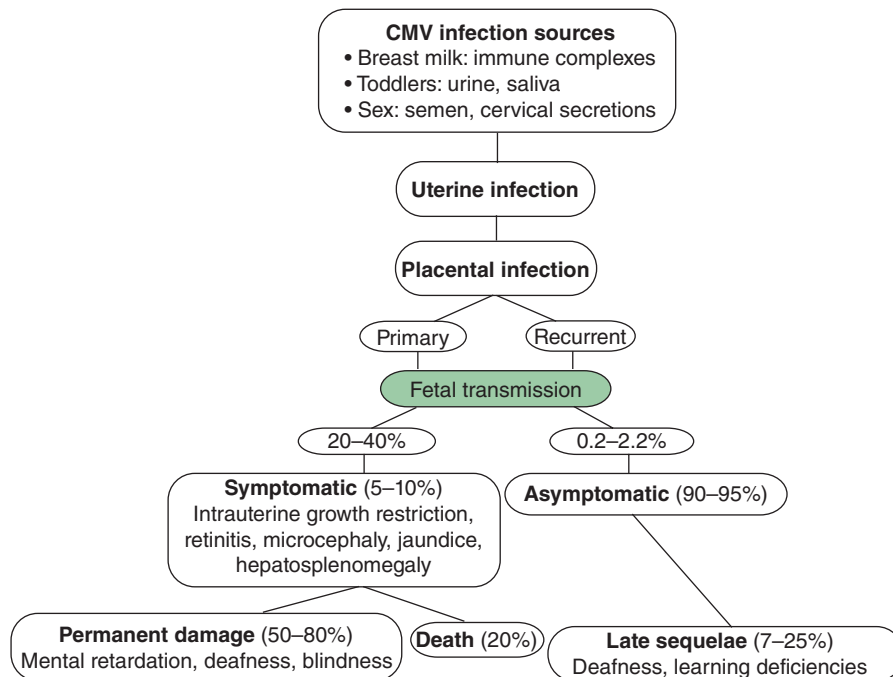 CMV infection sources
• Breast milk: immune complexes
• Toddlers: urine, saliva
• Sex: semen, cervical secretions
Uterine infection
Placental infection
Primary
Recurrent
Fetal transmission
20–40%
0.2–2.2%
Symptomatic (5–10%)
Intrauterine growth restriction,
retinitis, microcephaly, jaundice,
hepatosplenomegaly
Asymptomatic (90–95%)
Permanent damage (50–80%)
Mental retardation, deafness, blindness
Death (20%)
Late sequelae (7–25%)
Deafness, learning deficiencies